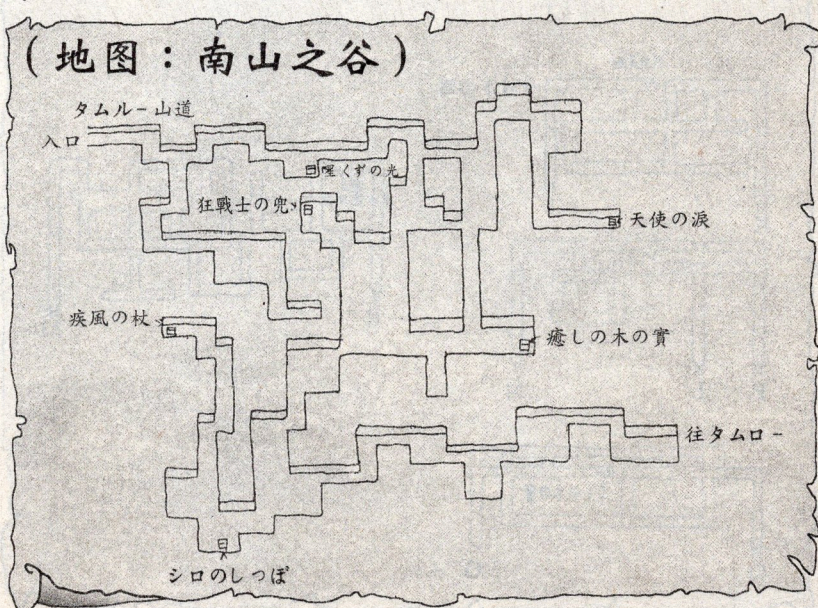 (地图：南山之谷)
タムルー山道
入口
星くずの光
狂戰士の兜
天使の涙
疾風の杖
癒しの木の實
往タムロー
シロのしっぽ